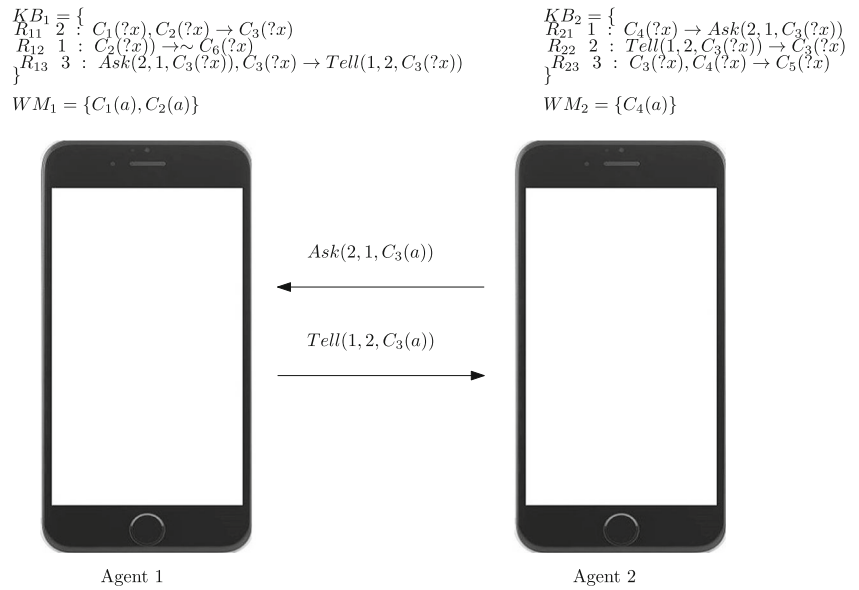 KB₁ = {
R₁₁ 2 : C₁(?x), C₂(?x) → C₃(?x)
R₁₂ 1 : C₂(?x)) →∼ C₆(?x)
R₁₃ 3 : Ask(2, 1, C₃(?x)), C₃(?x) → Tell(1, 2, C₃(?x))
}
WM₁ = {C₁(a), C₂(a)}
KB₂ = {
R₂₁ 1 : C₄(?x) → Ask(2, 1, C₃(?x))
R₂₂ 2 : Tell(1, 2, C₃(?x)) → C₃(?x)
R₂₃ 3 : C₃(?x), C₄(?x) → C₅(?x)
}
WM₂ = {C₄(a)}
Ask(2, 1, C₃(a))
Tell(1, 2, C₃(a))
Agent 1
Agent 2